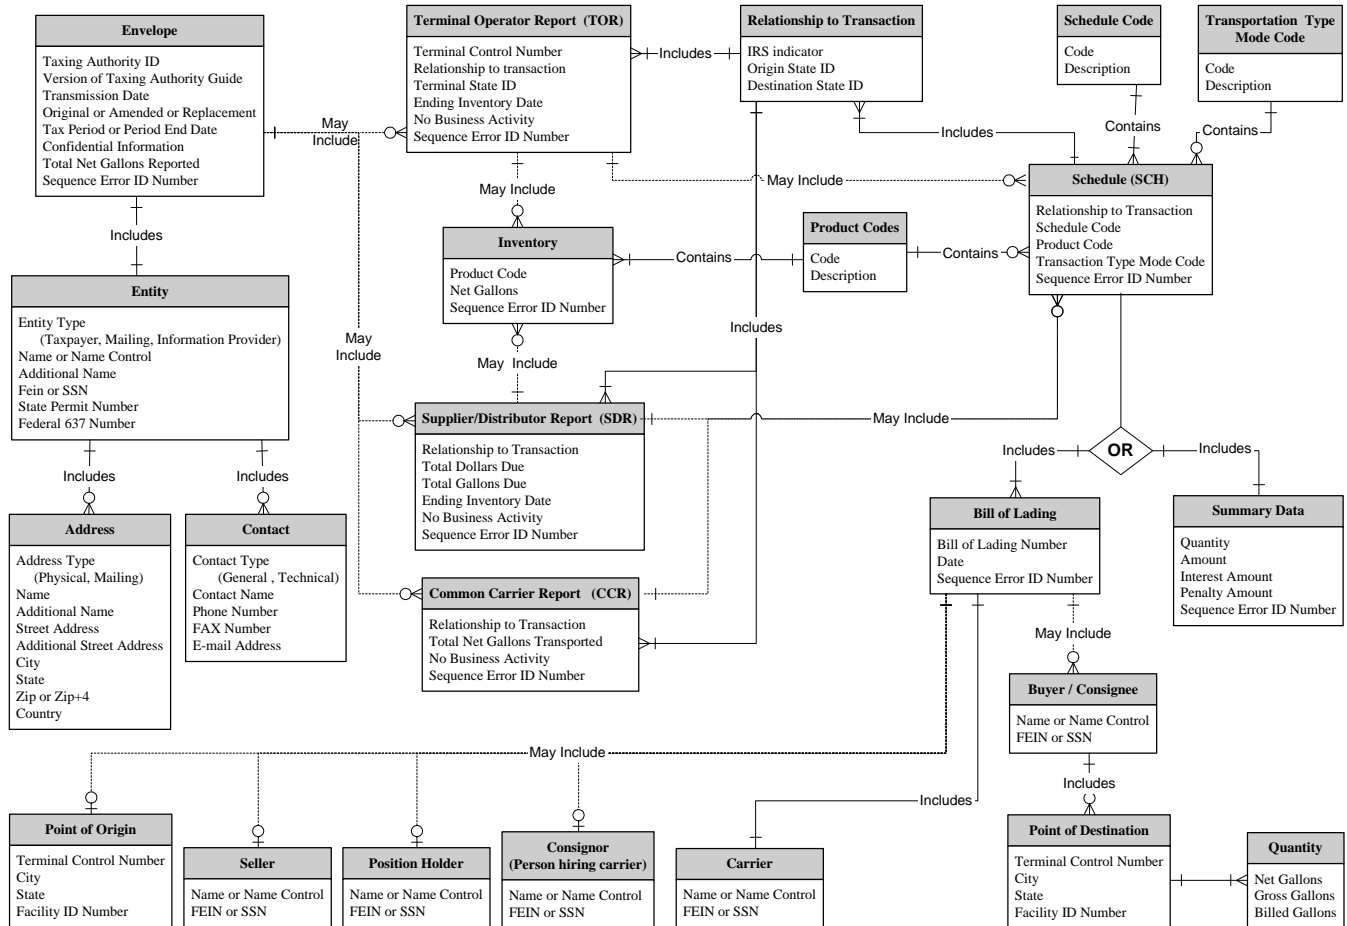 Envelope
Taxing Authority ID
Version of Taxing Authority Guide
Transmission Date
Original or Amended or Replacement
Tax Period or Period End Date
Confidential Information
Total Net Gallons Reported
Sequence Error ID Number
May
Include
Terminal Operator Report (TOR)
Terminal Control Number
Relationship to transaction
Terminal State ID
Ending Inventory Date
No Business Activity
Sequence Error ID Number
Includes
Relationship to Transaction
IRS indicator
Origin State ID
Destination State ID
Includes
Schedule Code
Code
Description
Contains
Transportation Type
Mode Code
Code
Description
Contains
May Include
May Include
Schedule (SCH)
Relationship to Transaction
Schedule Code
Product Code
Transaction Type Mode Code
Sequence Error ID Number
Product Codes
Code
Description
Contains
Contains
Inventory
Product Code
Net Gallons
Sequence Error ID Number
Includes
Entity
Entity Type
(Taxpayer, Mailing, Information Provider)
Name or Name Control
Additional Name
Fein or SSN
State Permit Number
Federal 637 Number
May
Include
May Include
Includes
Supplier/Distributor Report (SDR)
Relationship to Transaction
Total Dollars Due
Total Gallons Due
Ending Inventory Date
No Business Activity
Sequence Error ID Number
May Include
Includes
OR
Includes
Includes
Includes
Address
Address Type
(Physical, Mailing)
Name
Additional Name
Street Address
Additional Street Address
City
State
Zip or Zip+4
Country
Contact
Contact Type
(General , Technical)
Contact Name
Phone Number
FAX Number
E-mail Address
Common Carrier Report (CCR)
Relationship to Transaction
Total Net Gallons Transported
No Business Activity
Sequence Error ID Number
Bill of Lading
Bill of Lading Number
Date
Sequence Error ID Number
Summary Data
Quantity
Amount
Interest Amount
Penalty Amount
Sequence Error ID Number
May Include
Buyer / Consignee
Name or Name Control
FEIN or SSN
May Include
Includes
Includes
Point of Origin
Terminal Control Number
City
State
Facility ID Number
Seller
Name or Name Control
FEIN or SSN
Position Holder
Name or Name Control
FEIN or SSN
Consignor
(Person hiring carrier)
Name or Name Control
FEIN or SSN
Carrier
Name or Name Control
FEIN or SSN
Point of Destination
Terminal Control Number
City
State
Facility ID Number
Quantity
Net Gallons
Gross Gallons
Billed Gallons